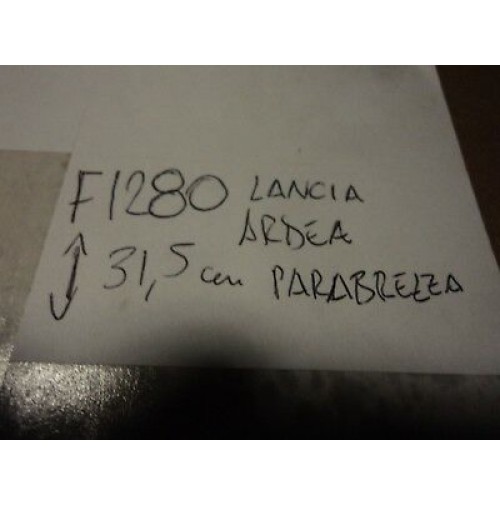 F1280 LANCIA
ARDEA
↕ 31,5 cm PARABREZZA